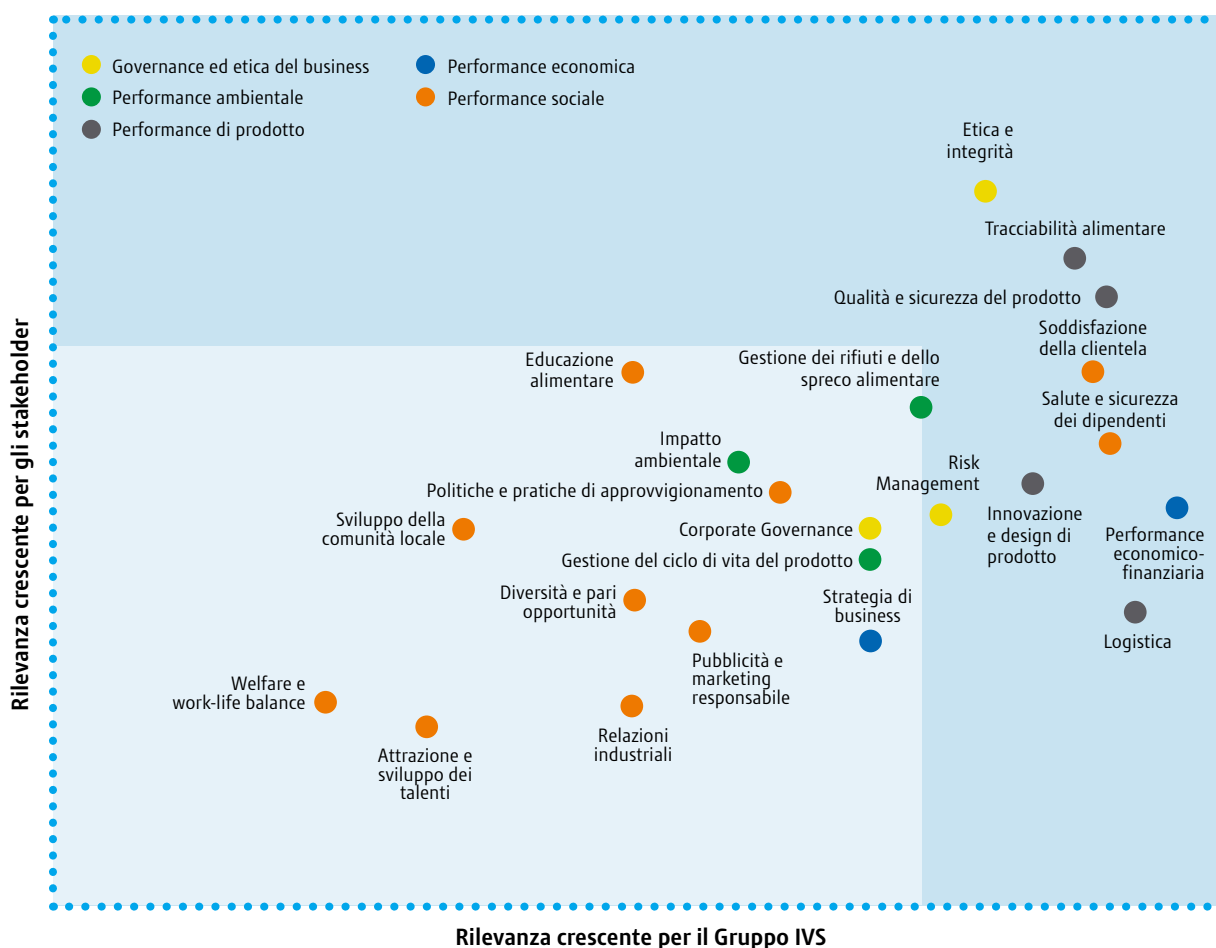 Governance ed etica del business
Performance ambientale
Performance di prodotto
Performance economica
Performance sociale
Etica e
integrità
Tracciabilità alimentare
Qualità e sicurezza del prodotto
Soddisfazione
della clientela
Educazione
alimentare
Gestione dei rifiuti e dello
spreco alimentare
Salute e sicurezza
dei dipendenti
Impatto
ambientale
Risk
Management
Politiche e pratiche di approvvigionamento
Sviluppo della
comunità locale
Corporate Governance
Innovazione
e design di
prodotto
Performance
economico-
finanziaria
Gestione del ciclo di vita del prodotto
Diversità e pari
opportunità
Strategia di
business
Logistica
Pubblicità e
marketing
responsabile
Welfare e
work-life balance
Relazioni
industriali
Attrazione e
sviluppo dei
talenti
Rilevanza crescente per gli stakeholder
Rilevanza crescente per il Gruppo IVS